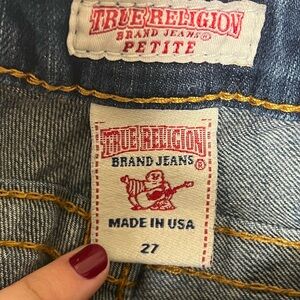 TRUE RELIGION
BRAND JEANS®
PETITE
TRUE RELIGION
BRAND JEANS®
MADE IN USA
27